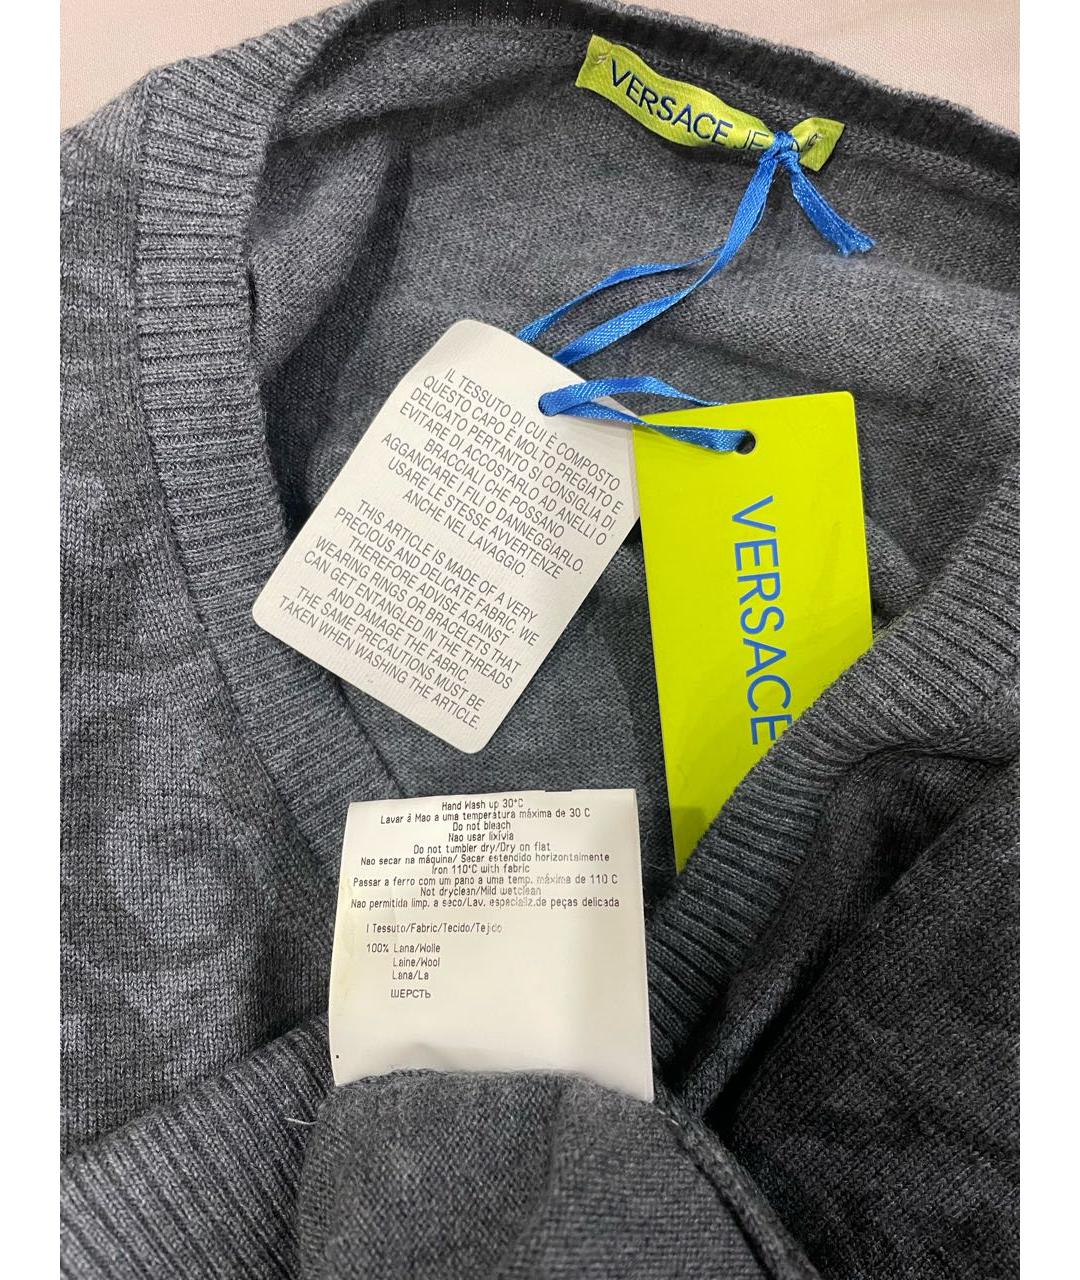 VERSACE JE
IL TESSUTO DI CUI È COMPOSTO
QUESTO CAPO È MOLTO PREGIATO E
DELICATO PERTANTO SI CONSIGLIA DI
EVITARE DI ACCOSTARLO AD ANELLI O
BRACCIALI CHE POSSANO
AGGANCIARE I FILI O DANNEGGIARLO.
USARE LE STESSE AVVERTENZE
ANCHE NEL LAVAGGIO.
THIS ARTICLE IS MADE OF A VERY
PRECIOUS AND DELICATE FABRIC. WE
THEREFORE ADVISE AGAINST
WEARING RINGS OR BRACELETS THAT
CAN GET ENTANGLED IN THE THREADS
AND DAMAGE THE FABRIC.
THE SAME PRECAUTIONS MUST BE
TAKEN WHEN WASHING THE ARTICLE.
VERSACE
Hand Wash up 30°C
Lavar à Mao a uma temperatura máxima de 30 C
Do not bleach
Nao usar lixívia
Do not tumbler dry/Dry on flat
Nao secar na máquina/ Secar estendido horizontalmente
Iron 110°C with fabric
Passar a ferro com um pano a uma temp. máxima de 110 C
Not dryclean/Mild wetclean
Nao permitida limp. a seco/Lav. especializ.de peças delicada
I Tessuto/Fabric/Tecido/Tejido
100% Lana/Wolle
Laine/Wool
Lana/La
ШЕРСТЬ